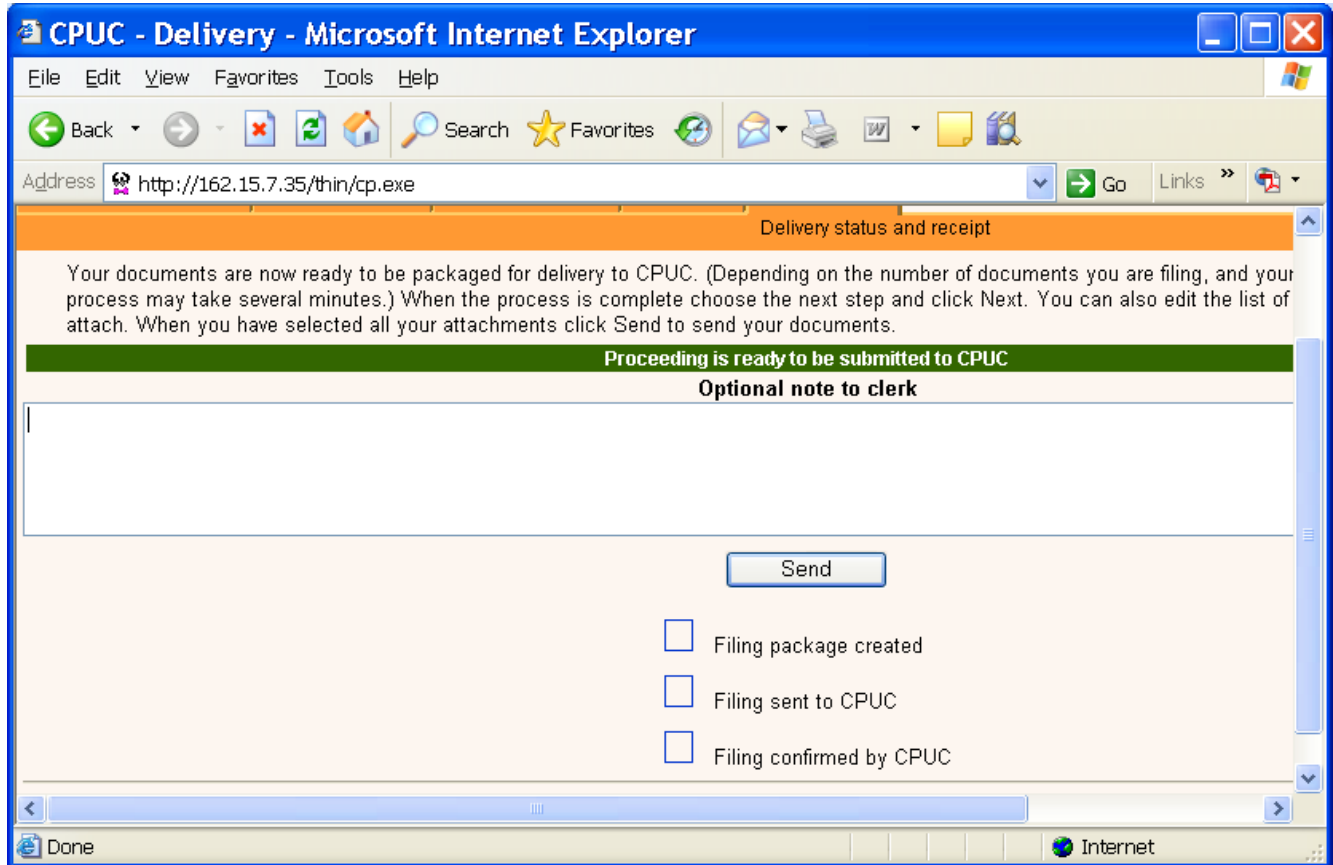 CPUC - Delivery - Microsoft Internet Explorer
File Edit View Favorites Tools Help
Back Search Favorites W
Address http://162.15.7.35/thin/cp.exe Go Links »
Delivery status and receipt
Your documents are now ready to be packaged for delivery to CPUC. (Depending on the number of documents you are filing, and your
process may take several minutes.) When the process is complete choose the next step and click Next. You can also edit the list of
attach. When you have selected all your attachments click Send to send your documents.
Proceeding is ready to be submitted to CPUC
Optional note to clerk
Send
Filing package created
Filing sent to CPUC
Filing confirmed by CPUC
Done Internet